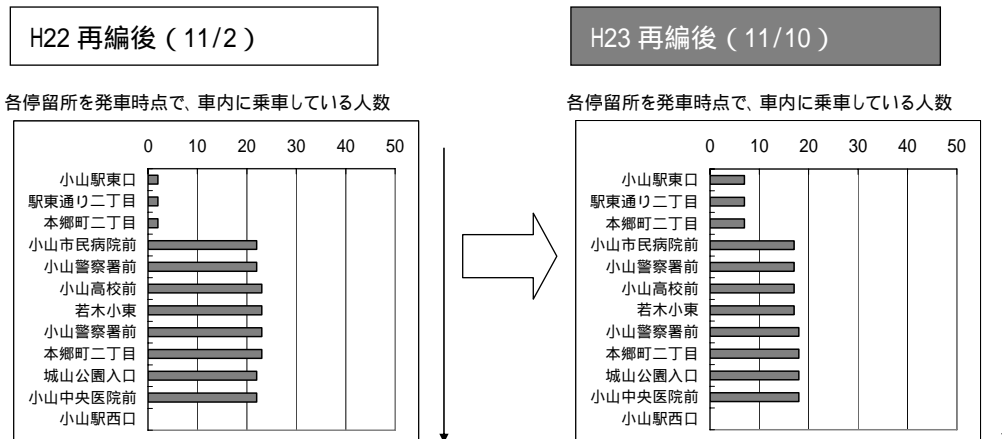 H22 再編後(11/2)
各停留所を発車時点で、車内に乗車している人数
0 10 20 30 40 50
小山駅東口
駅東通り二丁目
本郷町二丁目
小山市民病院前
小山警察署前
小山高校前
若木小東
小山警察署前
本郷町二丁目
城山公園入口
小山中央医院前
小山駅西口
H23 再編後(11/10)
各停留所を発車時点で、車内に乗車している人数
0 10 20 30 40 50
小山駅東口
駅東通り二丁目
本郷町二丁目
小山市民病院前
小山警察署前
小山高校前
若木小東
小山警察署前
本郷町二丁目
城山公園入口
小山中央医院前
小山駅西口